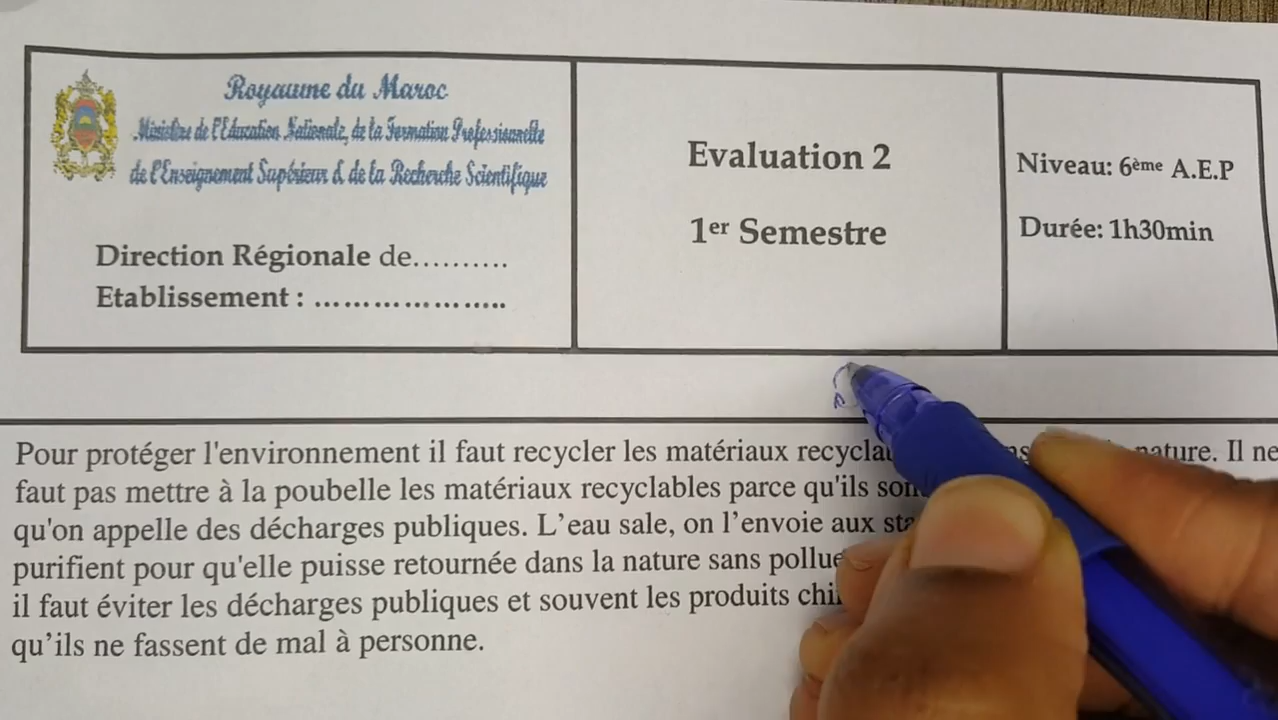 Royaume du Maroc
Ministère de l'Education Nationale, de la Formation Professionnelle
de l'Enseignement Supérieur & de la Recherche Scientifique
Direction Régionale de..........
Etablissement : .....................
Evaluation 2
1er Semestre
Niveau: 6ème A.E.P
Durée: 1h30min
Pour protéger l'environnement il faut recycler les matériaux nature. Il ne
faut pas mettre à la poubelle les matériaux recyclables parce qu'ils
qu'on appelle des décharges publiques. L'eau sale, on l'envoie aux
purifient pour qu'elle puisse retournée dans la nature sans
il faut éviter les décharges publiques et souvent les produits
qu'ils ne fassent de mal à personne.